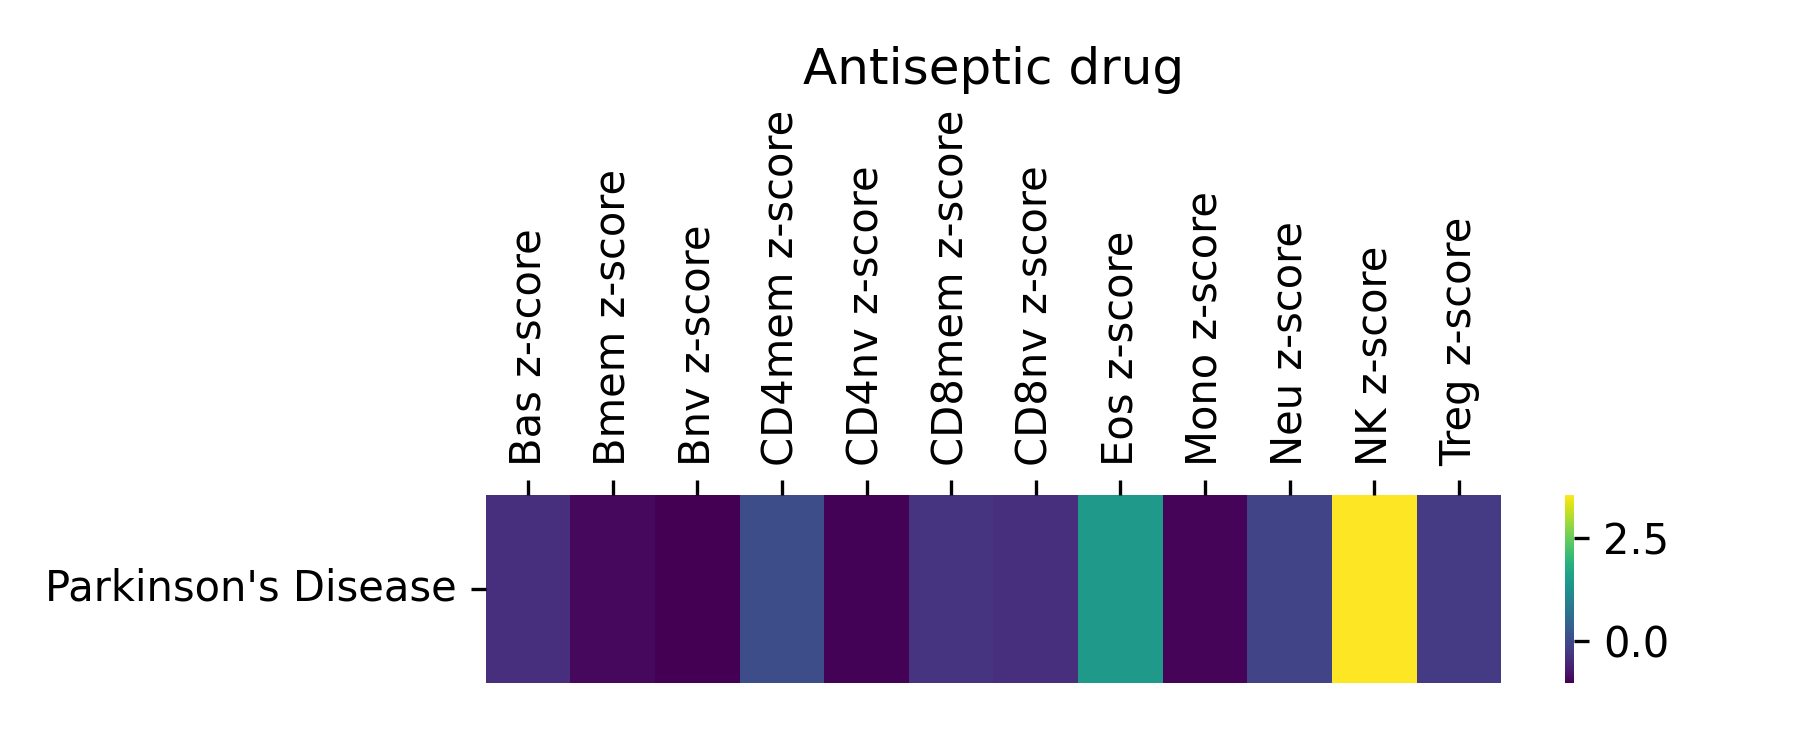 Antiseptic drug
Bas z-score
Bmem z-score
Bnv z-score
CD4mem z-score
CD4nv z-score
CD8mem z-score
CD8nv z-score
Eos z-score
Mono z-score
Neu z-score
NK z-score
Treg z-score
Parkinson's Disease
2.5
0.0